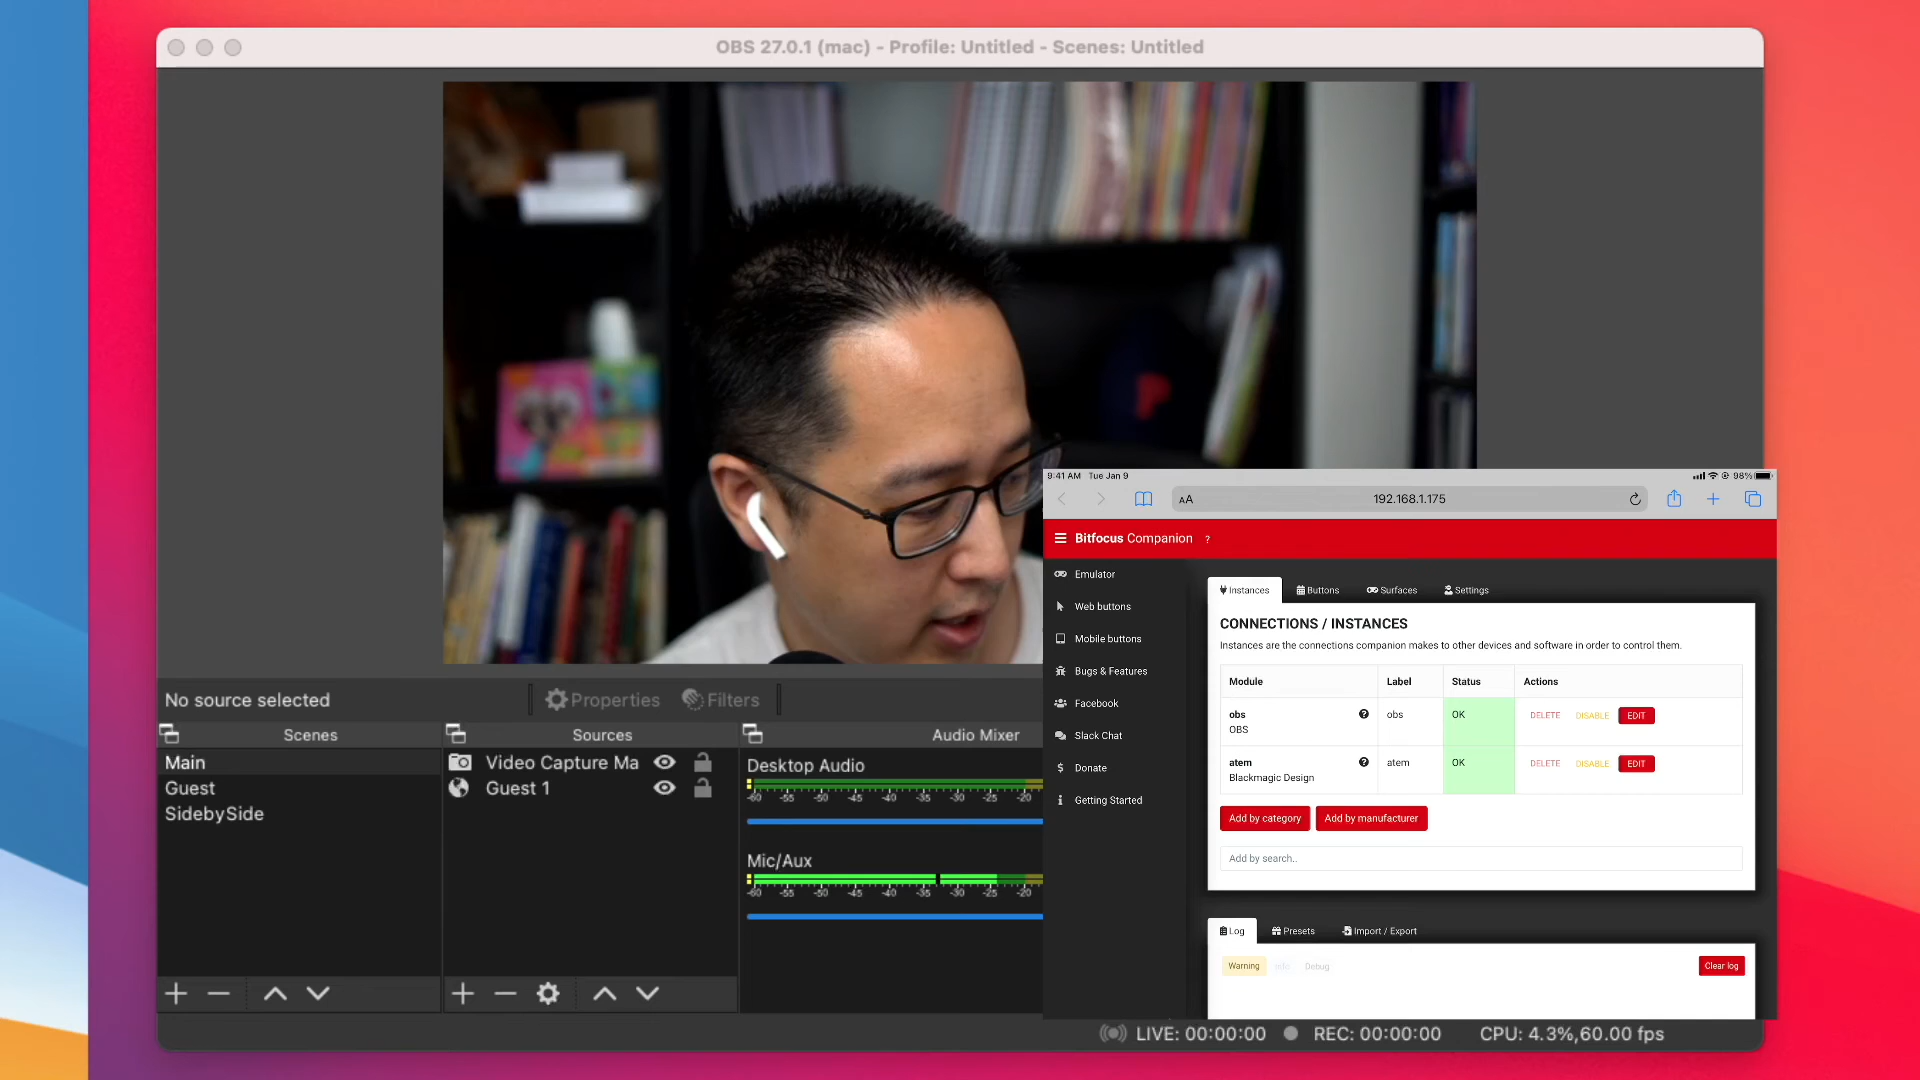 OBS 27.0.1 (mac) - Profile: Untitled - Scenes: Untitled
9:41 AM Tue Jan 9
98%
AA
192.168.1.175
Bitfocus Companion ?
Emulator
Web buttons
Mobile buttons
Bugs & Features
Facebook
Slack Chat
Donate
Getting Started
Instances Buttons Surfaces Settings
CONNECTIONS / INSTANCES
Instances are the connections companion makes to other devices and software in order to control them.
Module Label Status Actions
obs obs OK DELETE DISABLE EDIT
OBS
atem atem OK DELETE DISABLE EDIT
Blackmagic Design
Add by category Add by manufacturer
Add by search..
Log Presets Import / Export
Warning Info Debug Clear log
No source selected Properties Filters
Scenes
Main
Guest
SidebySide
Sources
Video Capture Ma
Guest 1
Audio Mixer
Desktop Audio
-60 -55 -50 -45 -40 -35 -30 -25 -20
Mic/Aux
-60 -55 -50 -45 -40 -35 -30 -25 -20
LIVE: 00:00:00 REC: 00:00:00 CPU: 4.3%,60.00 fps